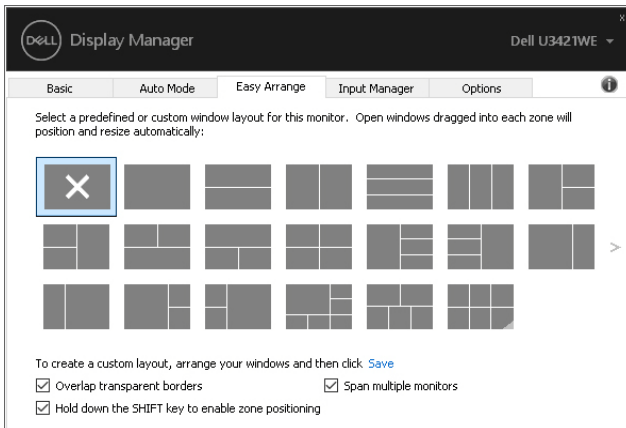 x
DELL Display Manager
Dell U3421WE
Basic Auto Mode Easy Arrange Input Manager Options
Select a predefined or custom window layout for this monitor. Open windows dragged into each zone will
position and resize automatically:
To create a custom layout, arrange your windows and then click Save
Overlap transparent borders Span multiple monitors
Hold down the SHIFT key to enable zone positioning